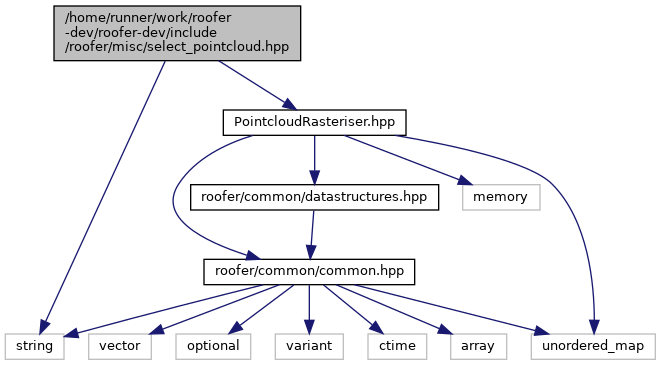 /home/runner/work/roofer
-dev/roofer-dev/include
/roofer/misc/select_pointcloud.hpp
PointcloudRasteriser.hpp
roofer/common/datastructures.hpp
memory
roofer/common/common.hpp
string
vector
optional
variant
ctime
array
unordered_map